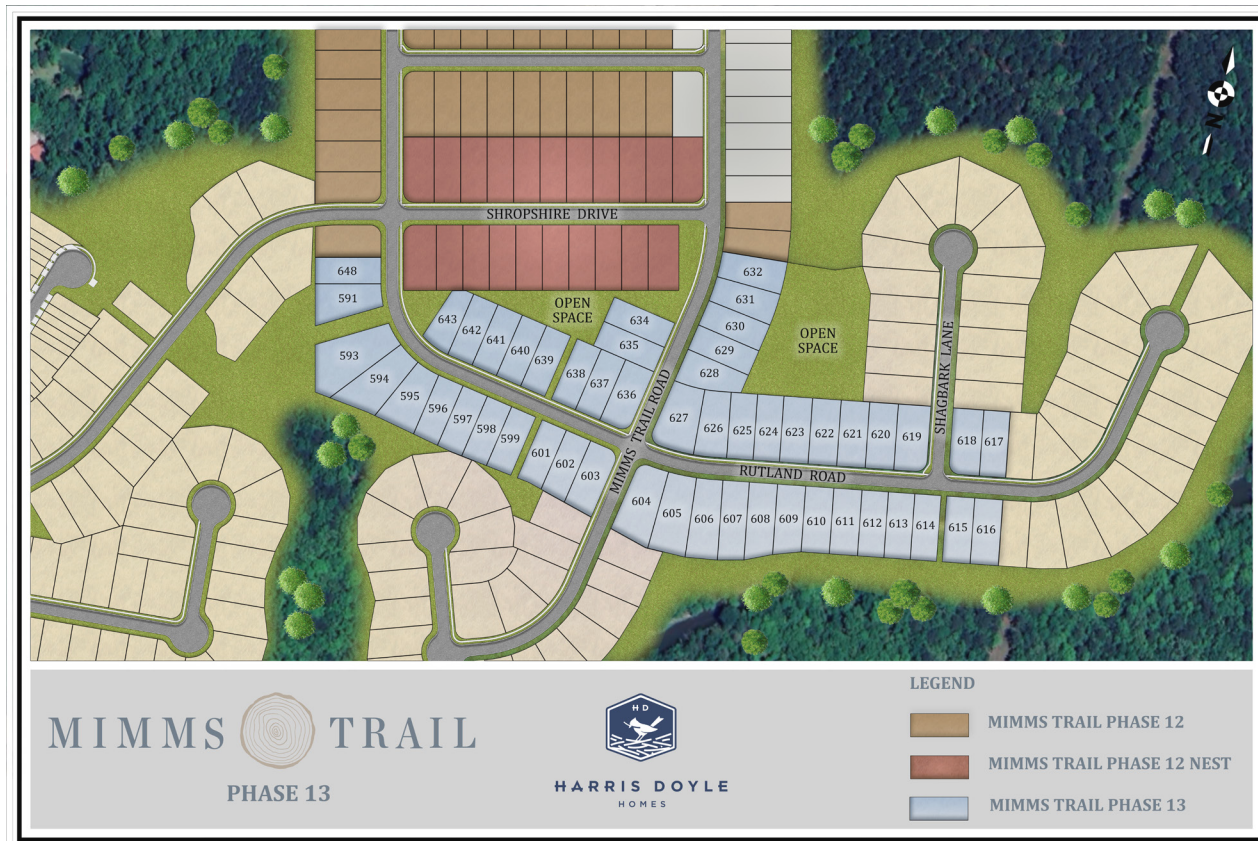 N
SHROPSHIRE DRIVE
648
591
632
631
630
629
628
OPEN
SPACE
OPEN
SPACE
643
642
641
640
639
634
635
638
637
636
593
594
595
596
597
598
599
601
602
603
MIMMS TRAIL ROAD
SHAGBARK LANE
627
626
625
624
623
622
621
620
619
618
617
RUTLAND ROAD
604
605
606
607
608
609
610
611
612
613
614
615
616
MIMMS TRAIL
PHASE 13
HD
HARRIS DOYLE
HOMES
LEGEND
MIMMS TRAIL PHASE 12
MIMMS TRAIL PHASE 12 NEST
MIMMS TRAIL PHASE 13